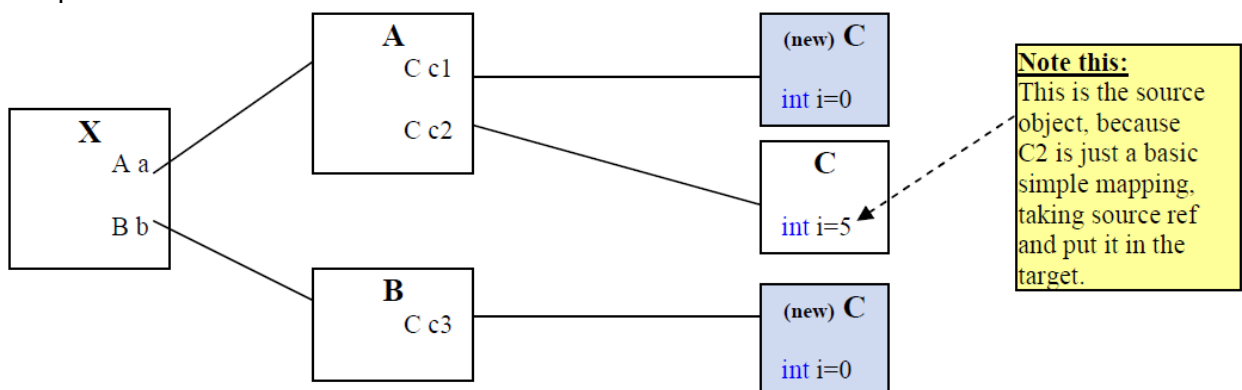 X
A a
B b
A
C c1
C c2
B
C c3
(new) C
int i=0
C
int i=5
(new) C
int i=0
Note this:
This is the source
object, because
C2 is just a basic
simple mapping,
taking source ref
and put it in the
target.